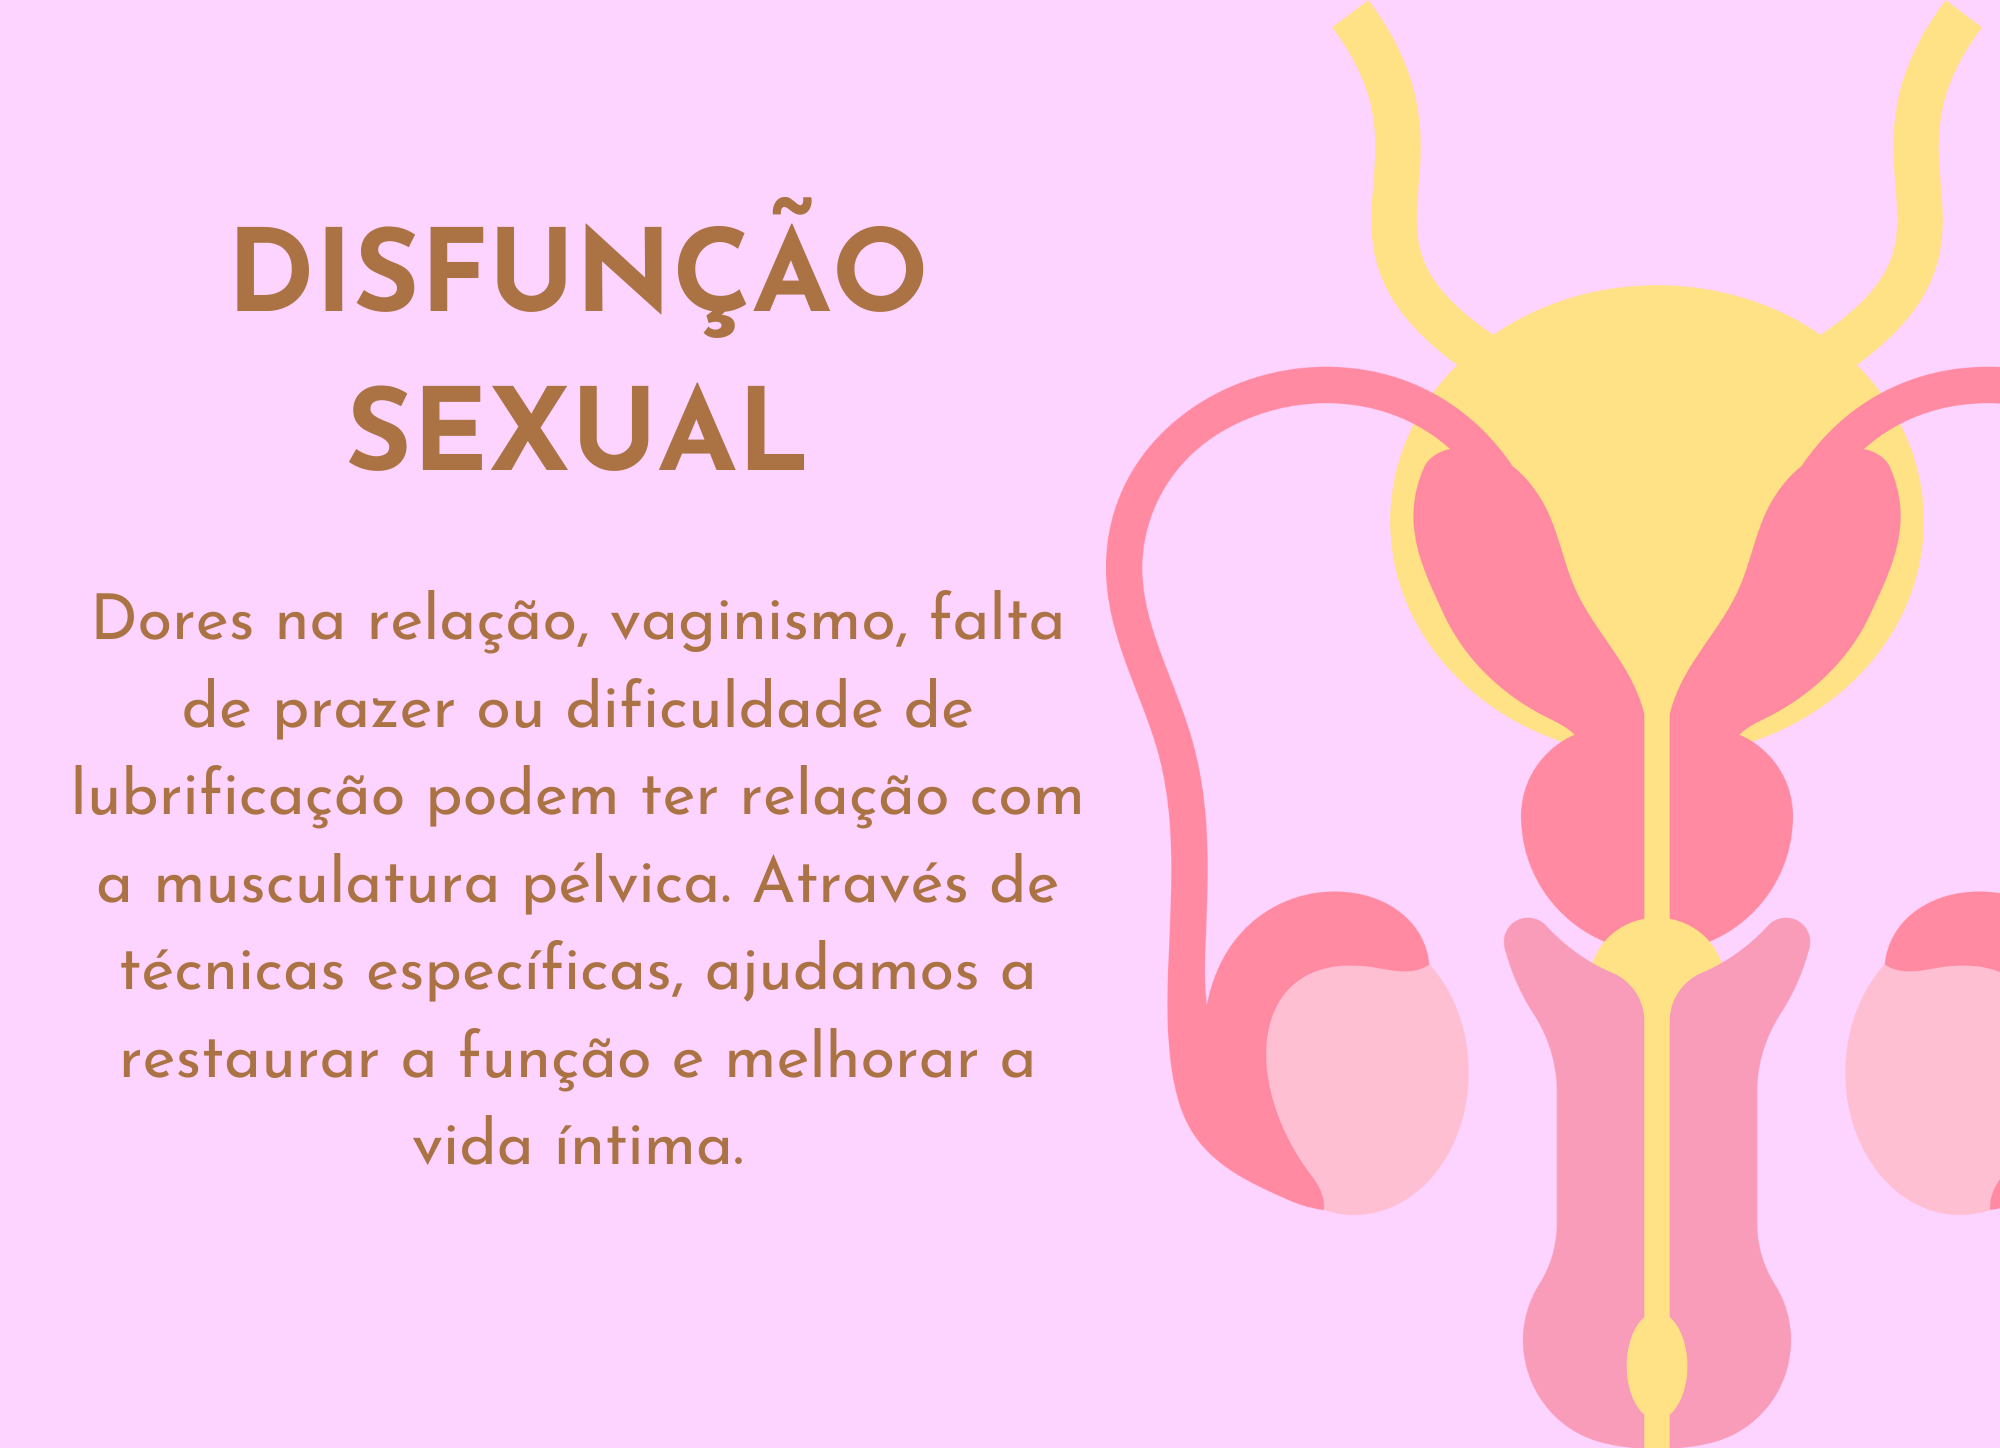 DISFUNÇÃO
SEXUAL
Dores na relação, vaginismo, falta
de prazer ou dificuldade de
lubrificação podem ter relação com
a musculatura pélvica. Através de
técnicas específicas, ajudamos a
restaurar a função e melhorar a
vida íntima.